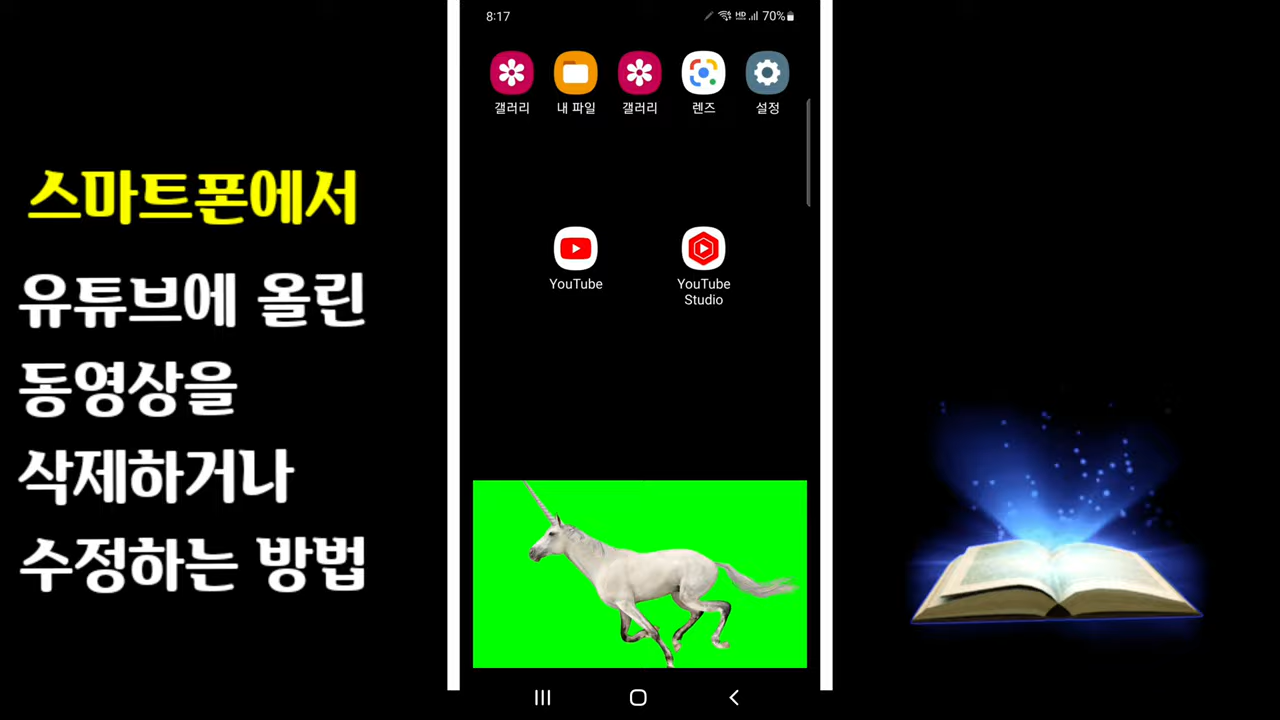 스마트폰에서
유튜브에 올린
동영상을
삭제하거나
수정하는 방법
8:17
HD 70%
갤러리 내 파일 갤러리 렌즈 설정
YouTube YouTube
Studio